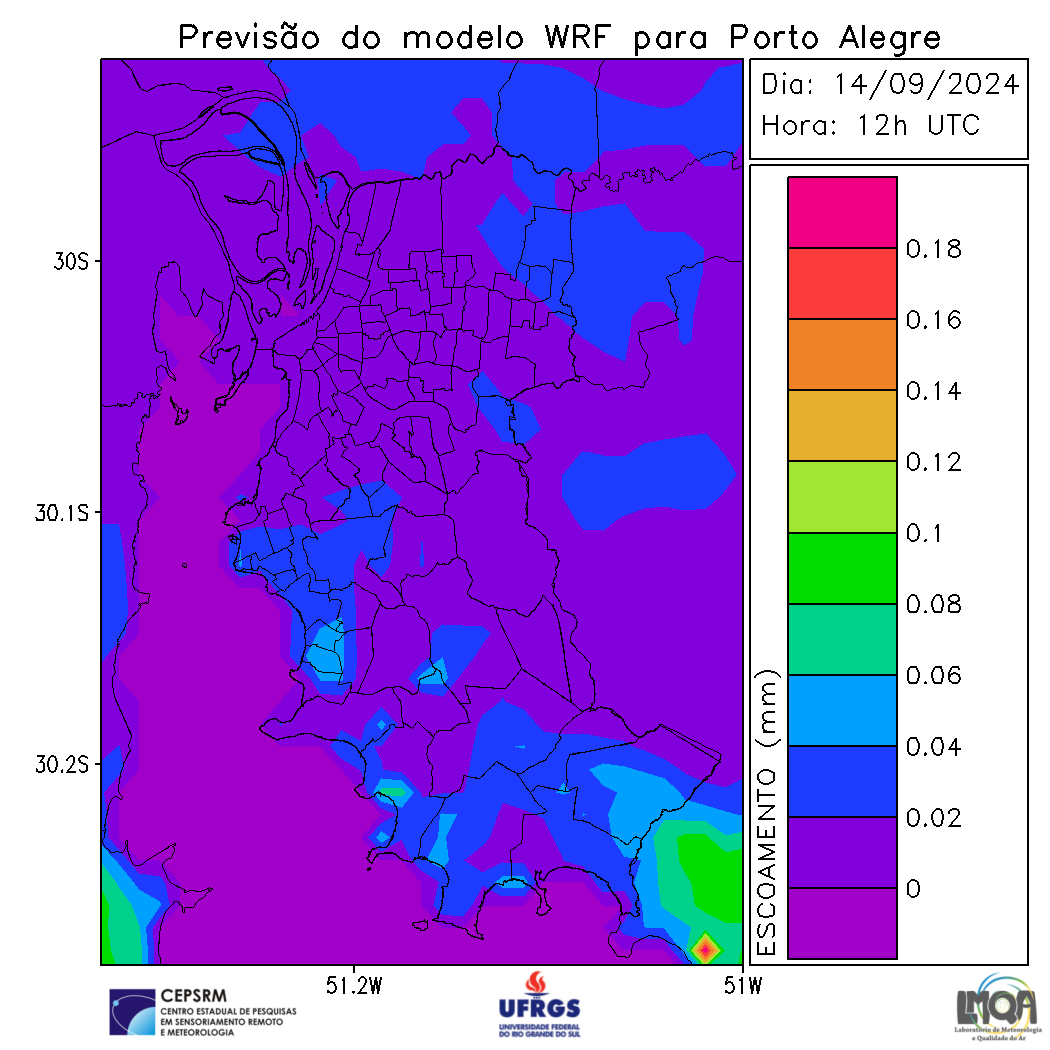 Previsão do modelo WRF para Porto Alegre
Dia: 14/09/2024
Hora: 12h UTC
0.18
0.16
0.14
0.12
0.1
0.08
0.06
0.04
0.02
0
ESCOAMENTO (mm)
30S
30.1S
30.2S
51.2W
51W
CEPSRM
CENTRO ESTADUAL DE PESQUISAS
EM SENSORIAMENTO REMOTO
E METEOROLOGIA
UFRGS
UNIVERSIDADE FEDERAL
DO RIO GRANDE DO SUL
LMQA
Laboratório de Meteorologia
e Qualidade do Ar